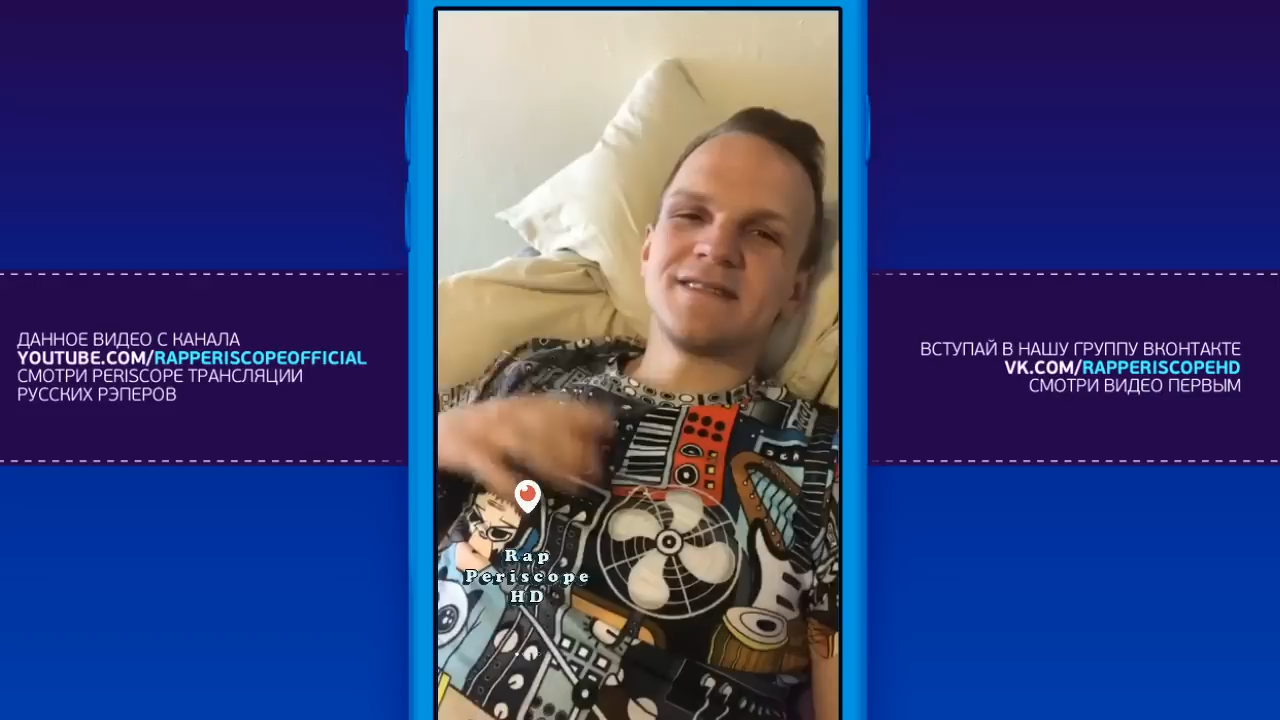 ДАННОЕ ВИДЕО С КАНАЛА
YOUTUBE.COM/RAPPERISCOPEOFFICIAL
СМОТРИ PERISCOPE ТРАНСЛЯЦИИ
РУССКИХ РЭПЕРОВ
Rap
Periscope
HD
ВСТУПАЙ В НАШУ ГРУППУ ВКОНТАКТЕ
VK.COM/RAPPERISCOPEHD
СМОТРИ ВИДЕО ПЕРВЫМ